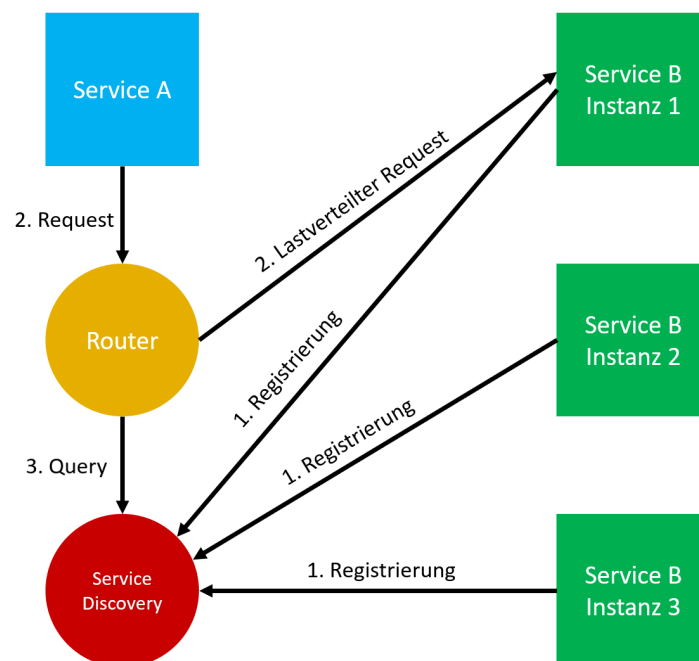 Service A
Service B
Instanz 1
2. Request
2. Lastverteilter Request
Router
1. Registrierung
Service B
Instanz 2
1. Registrierung
3. Query
Service
Discovery
1. Registrierung
Service B
Instanz 3